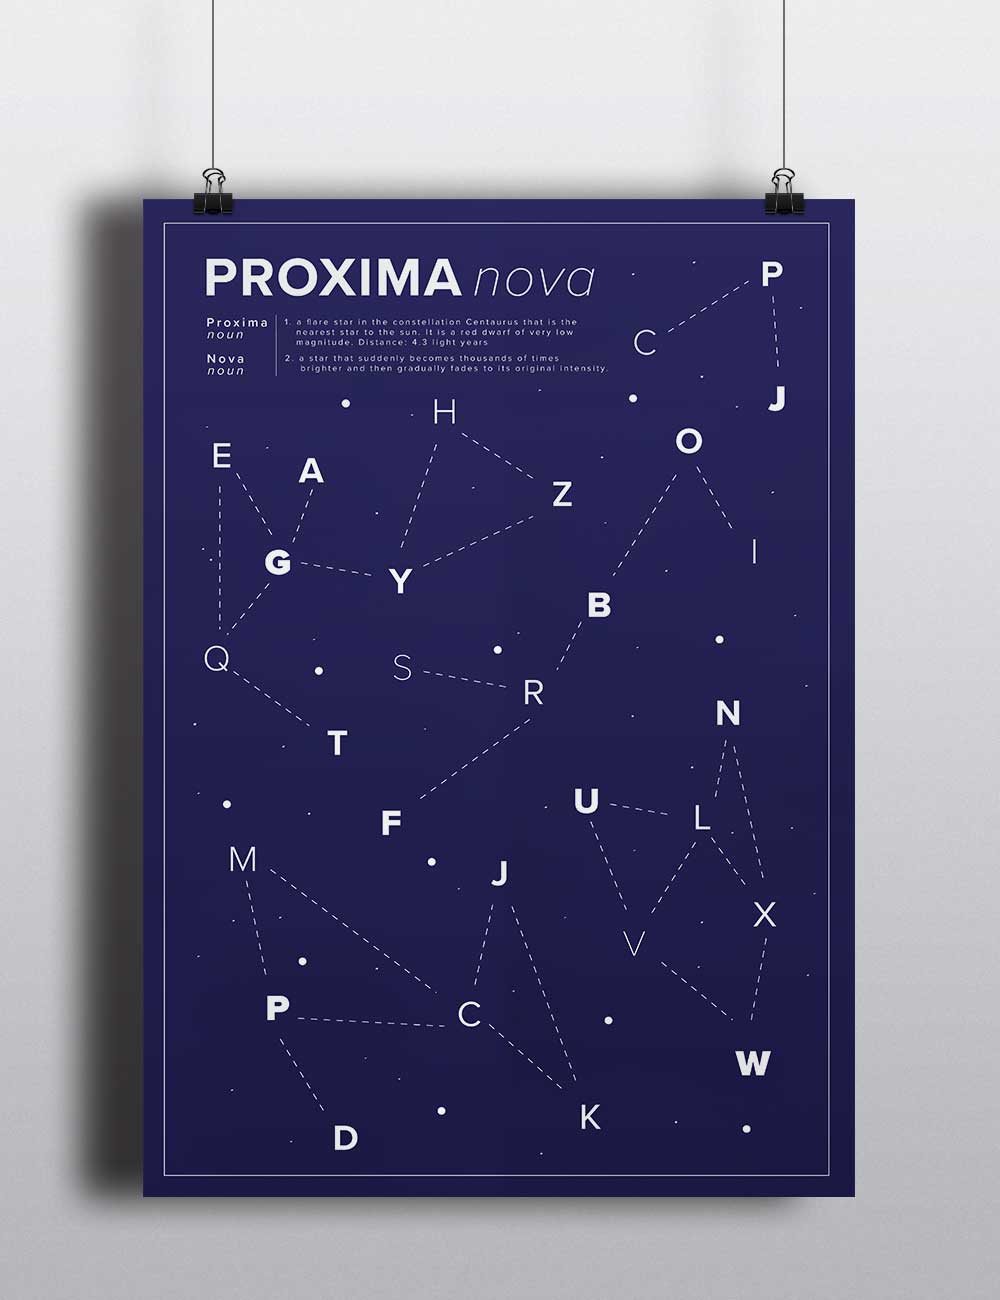 PROXIMA nova
Proxima
noun
1. a flare star in the constellation Centaurus that is the
nearest star to the sun. It is a red dwarf of very low
magnitude. Distance: 4.3 light years
Nova
noun
2. a star that suddenly becomes thousands of times
brighter and then gradually fades to its original intensity.
P
C
J
H
O
E
A
Z
G
Y
I
B
Q
S
R
T
N
U
L
F
M
J
X
V
P
C
W
K
D